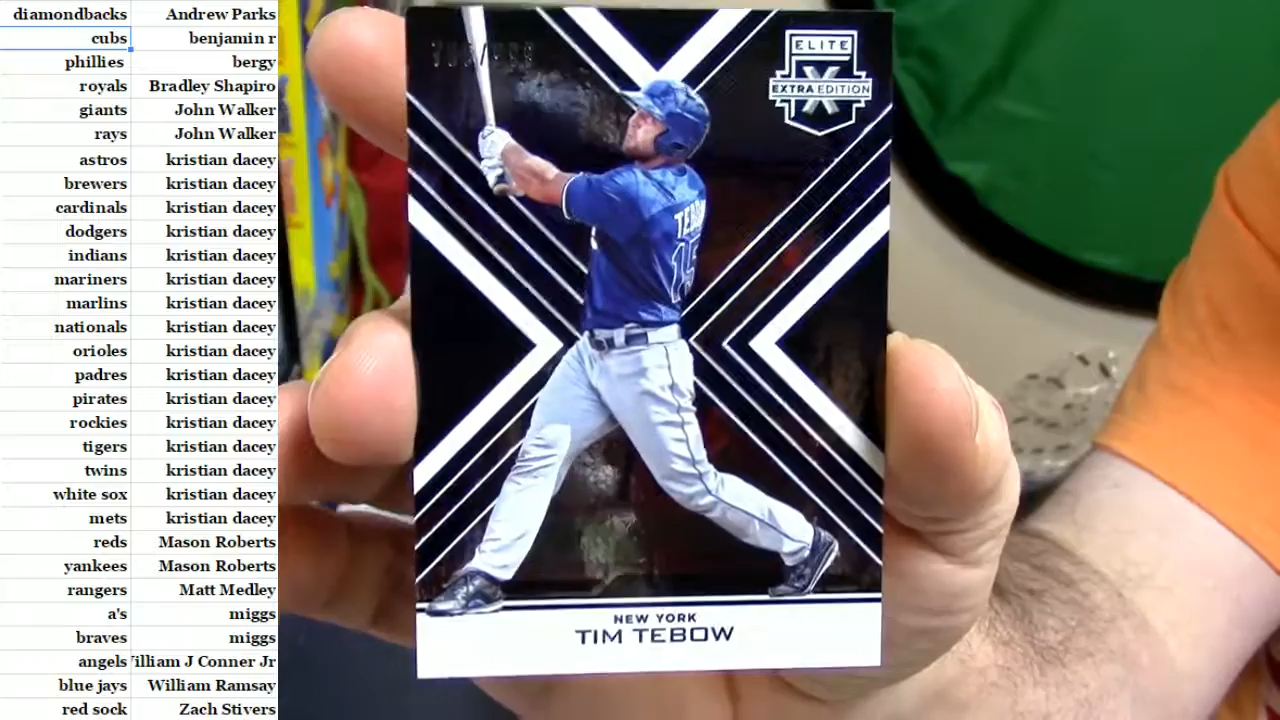 diamondbacks Andrew Parks
cubs benjamin r
phillies bergy
royals Bradley Shapiro
giants John Walker
rays John Walker
astros kristian dacey
brewers kristian dacey
cardinals kristian dacey
dodgers kristian dacey
indians kristian dacey
mariners kristian dacey
marlins kristian dacey
nationals kristian dacey
orioles kristian dacey
padres kristian dacey
pirates kristian dacey
rockies kristian dacey
tigers kristian dacey
twins kristian dacey
white sox kristian dacey
mets kristian dacey
reds Mason Roberts
yankees Mason Roberts
rangers Matt Medley
a's miggs
braves miggs
angels illiam J Conner Jr
blue jays William Ramsay
red sock Zach Stivers
ELITE
X
EXTRA EDITION
15
NEW YORK
TIM TEBOW